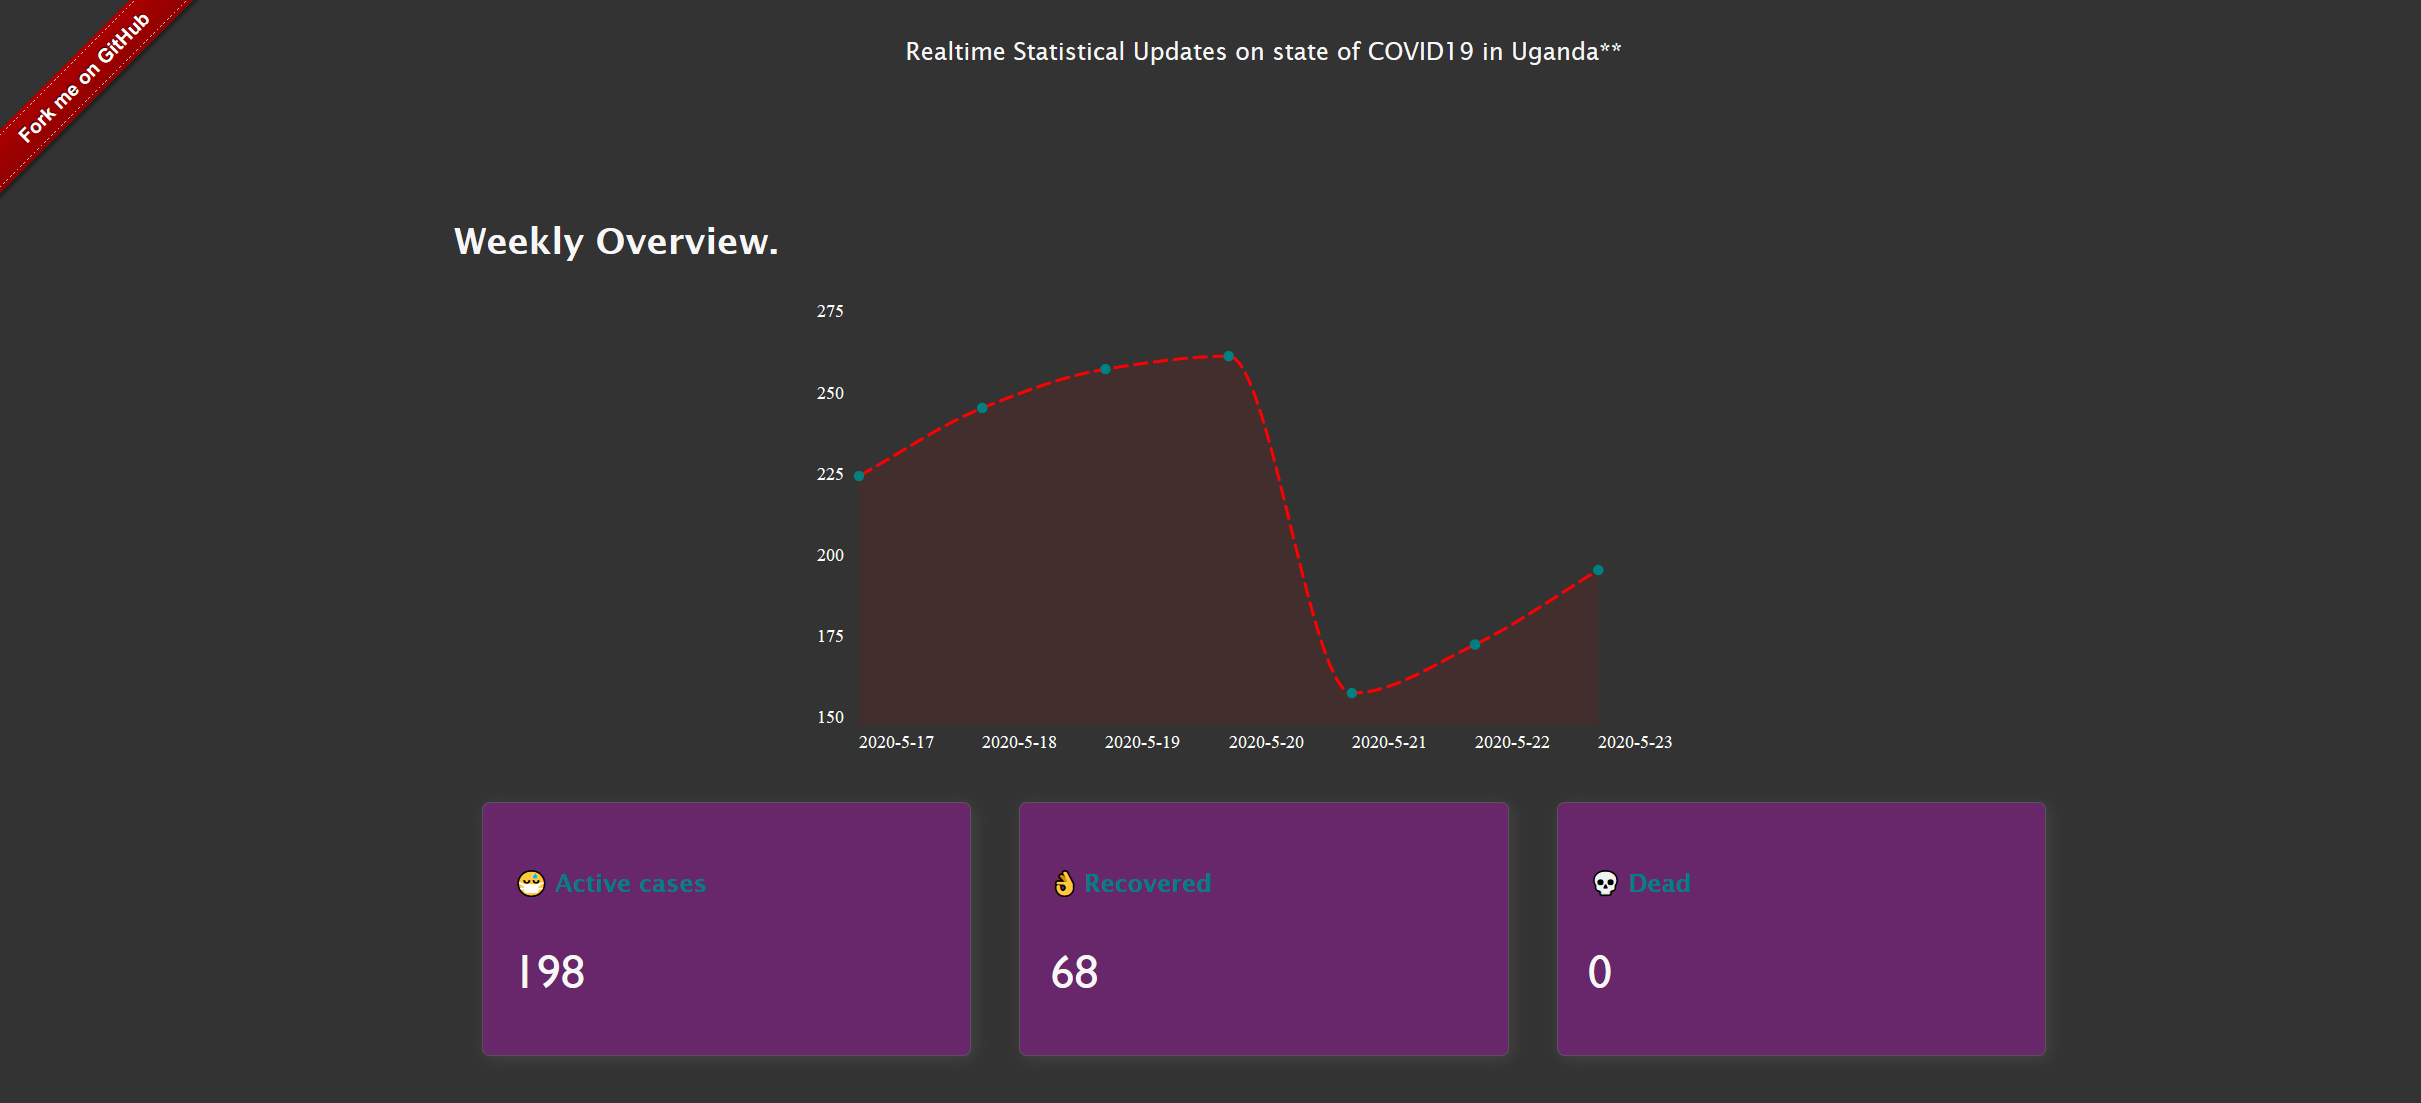 Fork me on GitHub
Realtime Statistical Updates on state of COVID19 in Uganda**
Weekly Overview.
275
250
225
200
175
150
2020-5-17 2020-5-18 2020-5-19 2020-5-20 2020-5-21 2020-5-22 2020-5-23
Active cases
198
Recovered
68
Dead
0